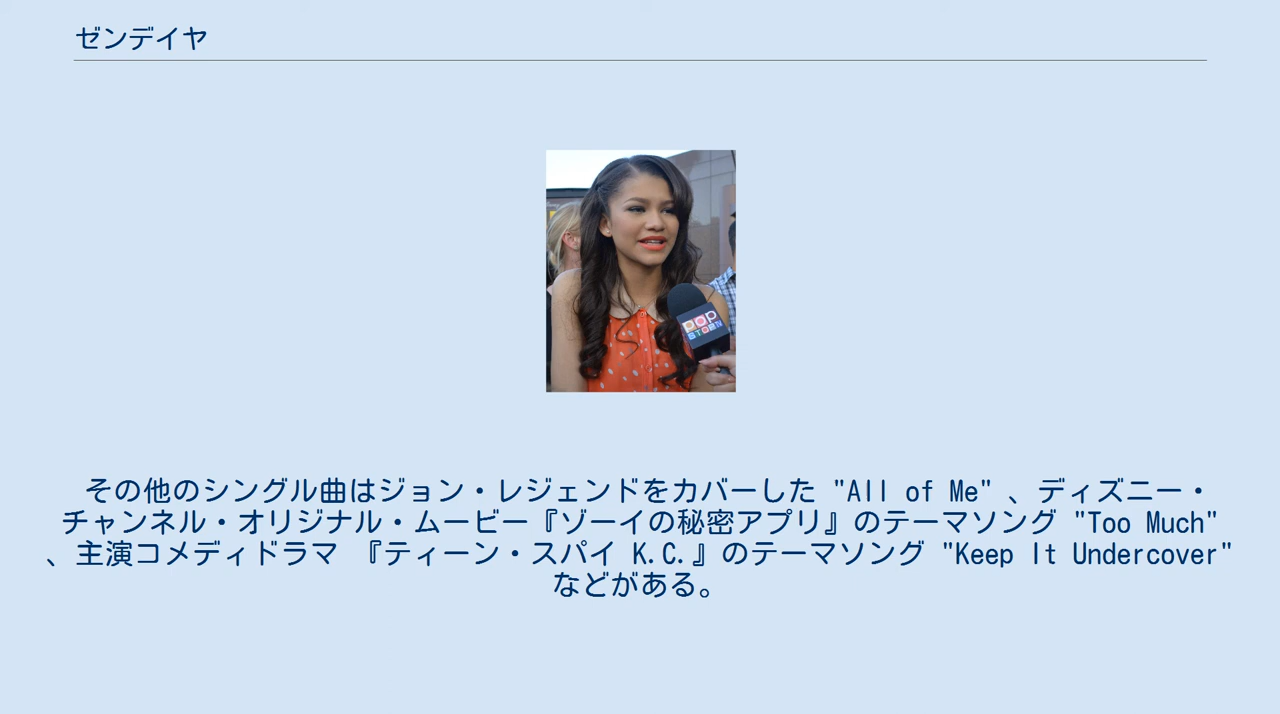 ゼンデイヤ
POP
STOP TV
その他のシングル曲はジョン・レジェンドをカバーした "All of Me" 、ディズニー・
チャンネル・オリジナル・ムービー『ゾーイの秘密アプリ』のテーマソング "Too Much"
、主演コメディドラマ 『ティーン・スパイ K.C.』のテーマソング "Keep It Undercover"
などがある。